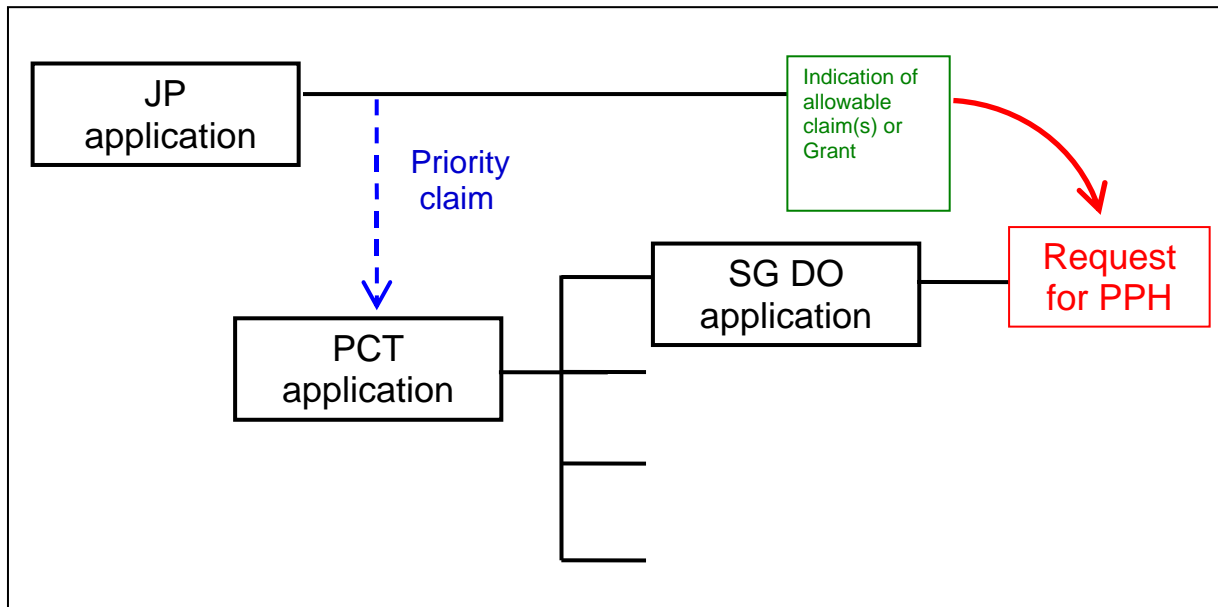 JP
application
Indication of
allowable
claim(s) or
Grant
Priority
claim
SG DO
application
Request
for PPH
PCT
application